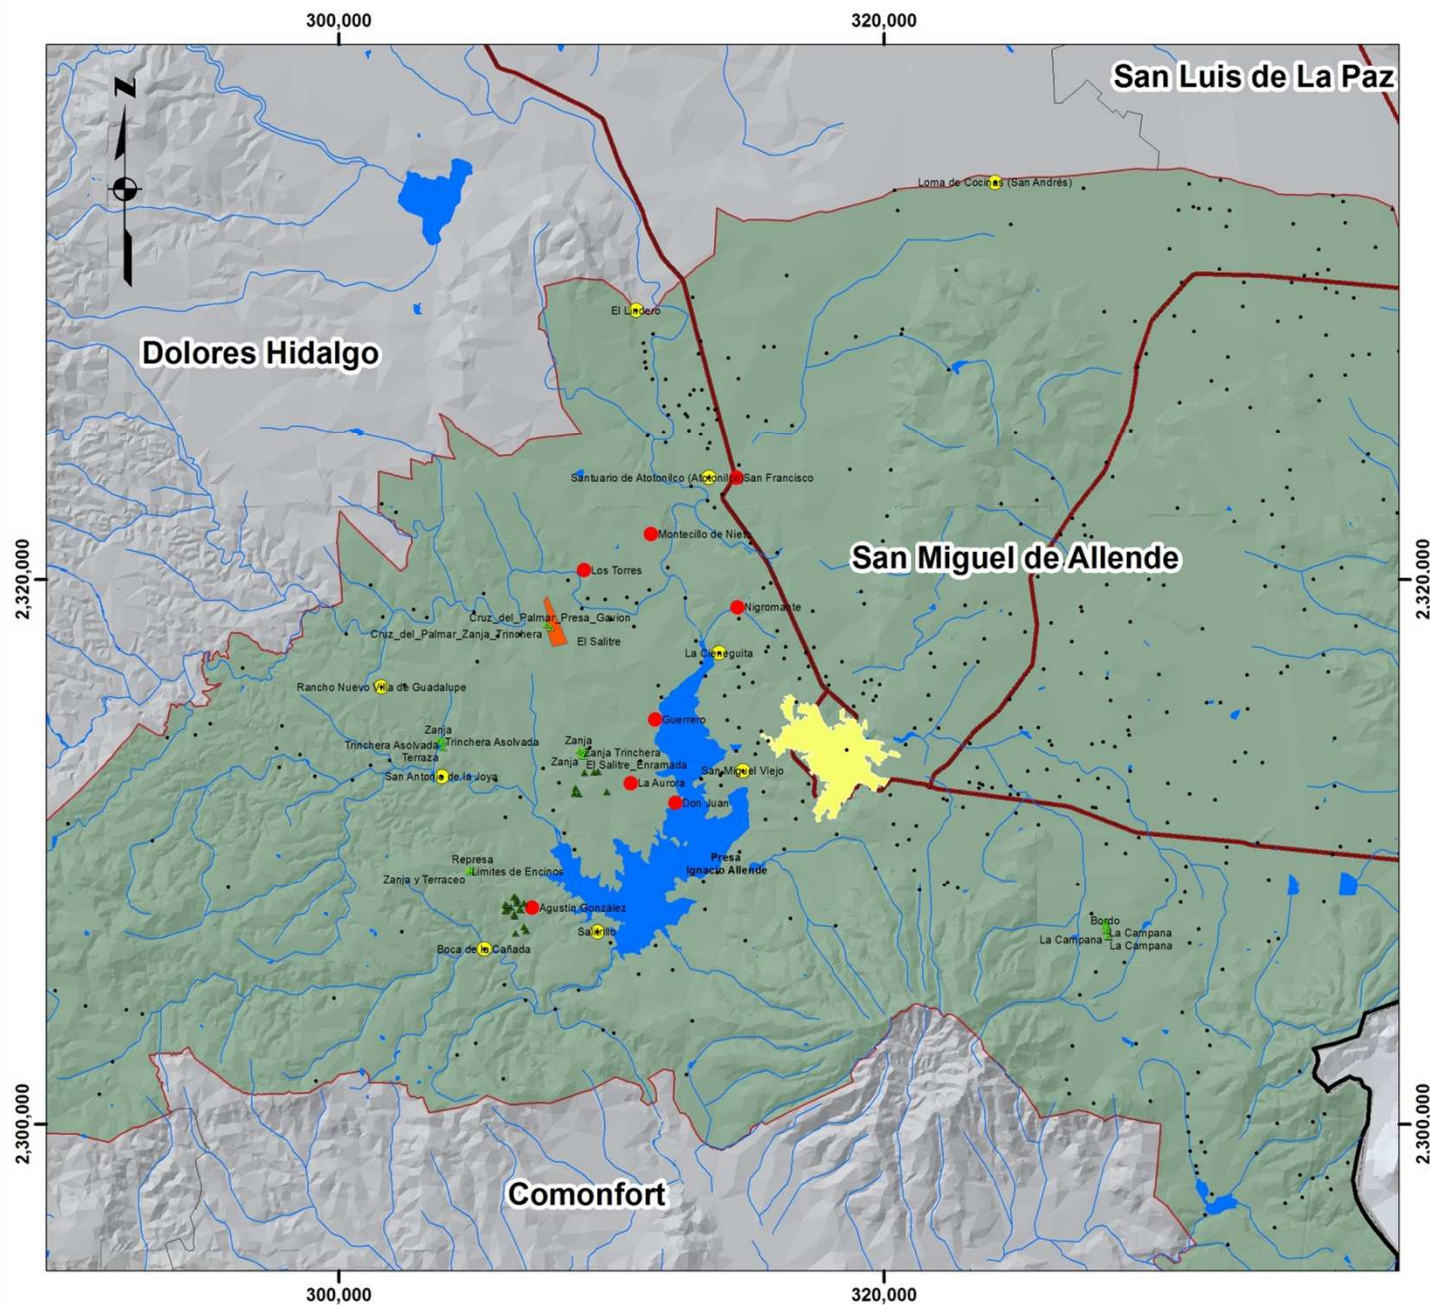 300,000
320,000
San Luis de La Paz
Z
Loma de Cocinas (San Andrés)
El Lindero
Dolores Hidalgo
Santuario de Atotonilco (Atotonilco)
San Francisco
Montecillo de Nieto
San Miguel de Allende
2,320,000
2,320,000
Los Torres
Nigromante
Cruz_del_Palmar_Presa_Gavion
Cruz_del_Palmar_Zanja_Trinchera
El Salitre
La Cieneguita
Rancho Nuevo Villa de Guadalupe
Guerrero
Zanja
Trinchera Asolvada
Trinchera Asolvada
Terraza
Zanja
Zanja Trinchera
Zanja
El Salitre_Enramada
San Antonio de la Joya
San Miguel Viejo
La Aurora
Don Juan
Presa
Ignacio Allende
Represa
Limites de Encinos
Zanja y Terraceo
Agustín González
Salitrillo
Boca de la Cañada
Bordo
La Campana
La Campana
La Campana
2,300,000
2,300,000
Comonfort
300,000
320,000